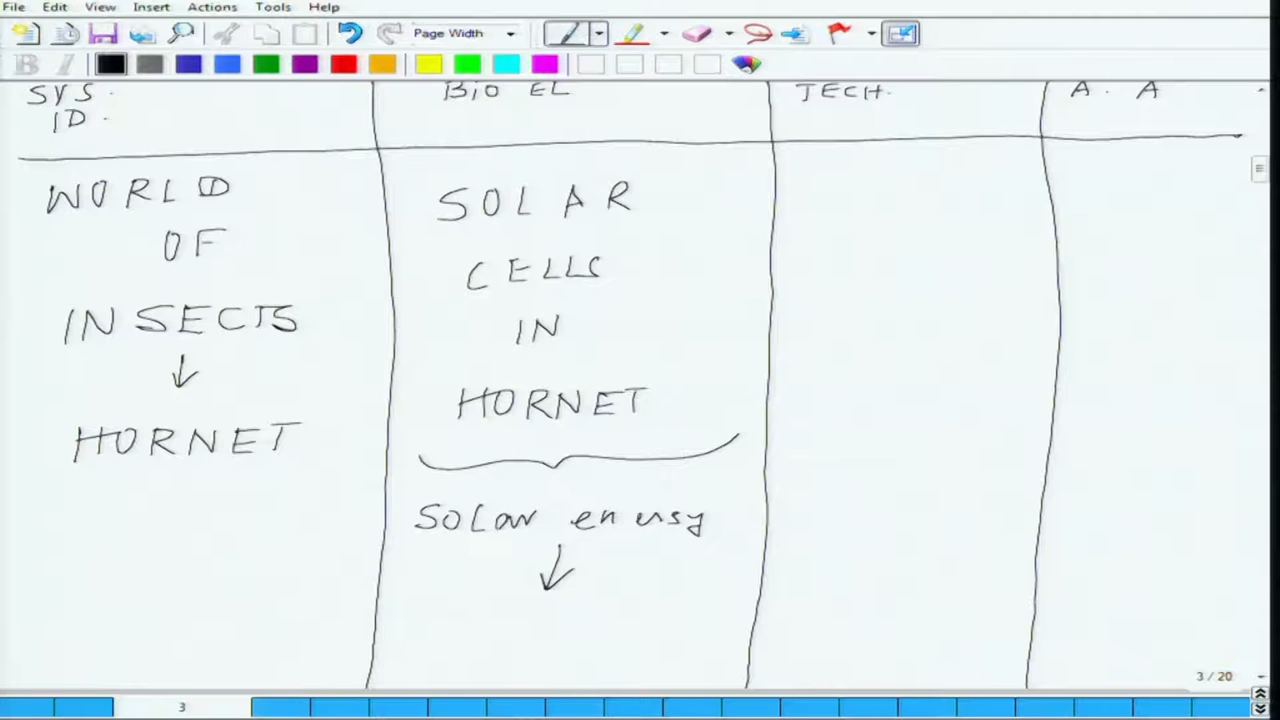 File Edit View Insert Actions Tools Help
Page Width
B I
SYS.
ID.
BiO EL
TECH.
A. A
WORLD
OF
INSECTS
↓
HORNET
SOLAR
CELLS
IN
HORNET
Solar energy
↓
3 / 20
3